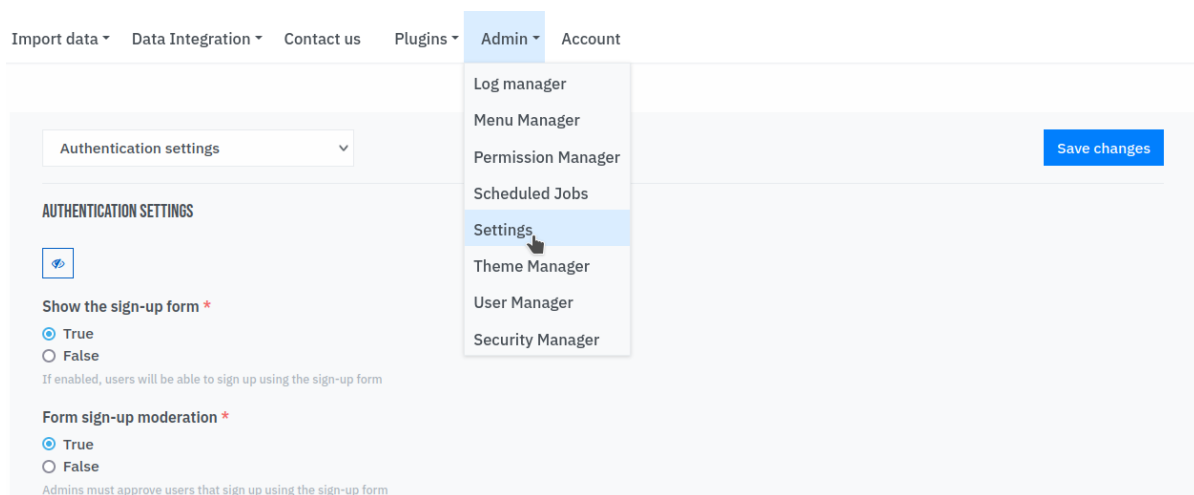 Import data Data Integration Contact us Plugins Admin Account
Log manager
Menu Manager
Permission Manager
Scheduled Jobs
Settings
Theme Manager
User Manager
Security Manager
Authentication settings
Save changes
AUTHENTICATION SETTINGS
Show the sign-up form *
True
False
If enabled, users will be able to sign up using the sign-up form
Form sign-up moderation *
True
False
Admins must approve users that sign up using the sign-up form